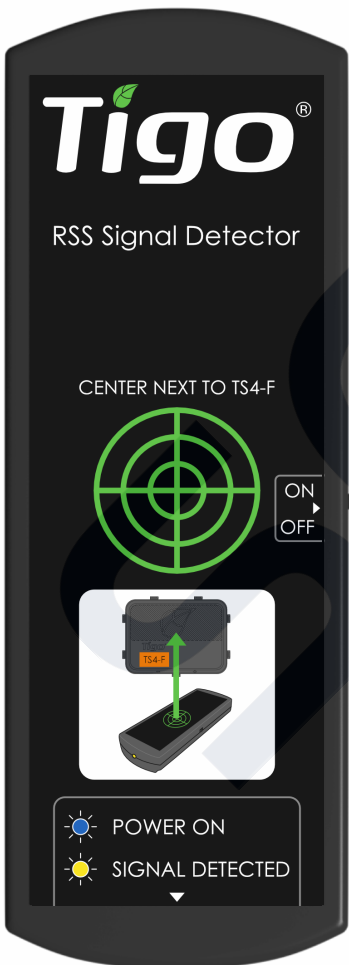 Tigo®
RSS Signal Detector
CENTER NEXT TO TS4-F
ON
OFF
TS4-F
POWER ON
SIGNAL DETECTED